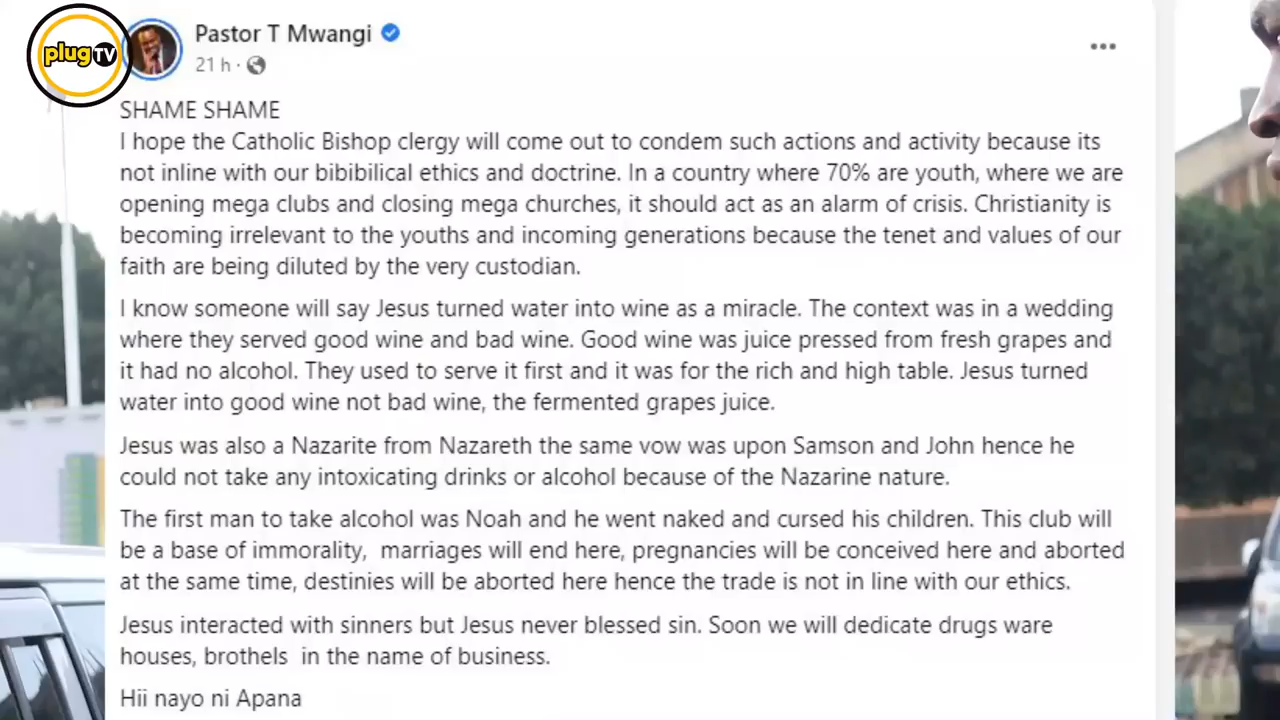 plugTV
Pastor T Mwangi
21 h ·
SHAME SHAME
I hope the Catholic Bishop clergy will come out to condem such actions and activity because its
not inline with our bibibilical ethics and doctrine. In a country where 70% are youth, where we are
opening mega clubs and closing mega churches, it should act as an alarm of crisis. Christianity is
becoming irrelevant to the youths and incoming generations because the tenet and values of our
faith are being diluted by the very custodian.
I know someone will say Jesus turned water into wine as a miracle. The context was in a wedding
where they served good wine and bad wine. Good wine was juice pressed from fresh grapes and
it had no alcohol. They used to serve it first and it was for the rich and high table. Jesus turned
water into good wine not bad wine, the fermented grapes juice.
Jesus was also a Nazarite from Nazareth the same vow was upon Samson and John hence he
could not take any intoxicating drinks or alcohol because of the Nazarine nature.
The first man to take alcohol was Noah and he went naked and cursed his children. This club will
be a base of immorality, marriages will end here, pregnancies will be conceived here and aborted
at the same time, destinies will be aborted here hence the trade is not in line with our ethics.
Jesus interacted with sinners but Jesus never blessed sin. Soon we will dedicate drugs ware
houses, brothels in the name of business.
Hii nayo ni Apana